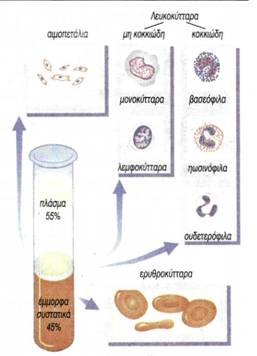 Λευκοκύτταρα
αιμοπετάλια
μη κοκκιώδη
κοκκιώδη
μονοκύτταρα
βασεόφιλα
λεμφοκύτταρα
ηωσινόφιλα
ουδετερόφιλα
πλάσμα
55%
έμμορφα
συστατικά
45%
ερυθροκύτταρα